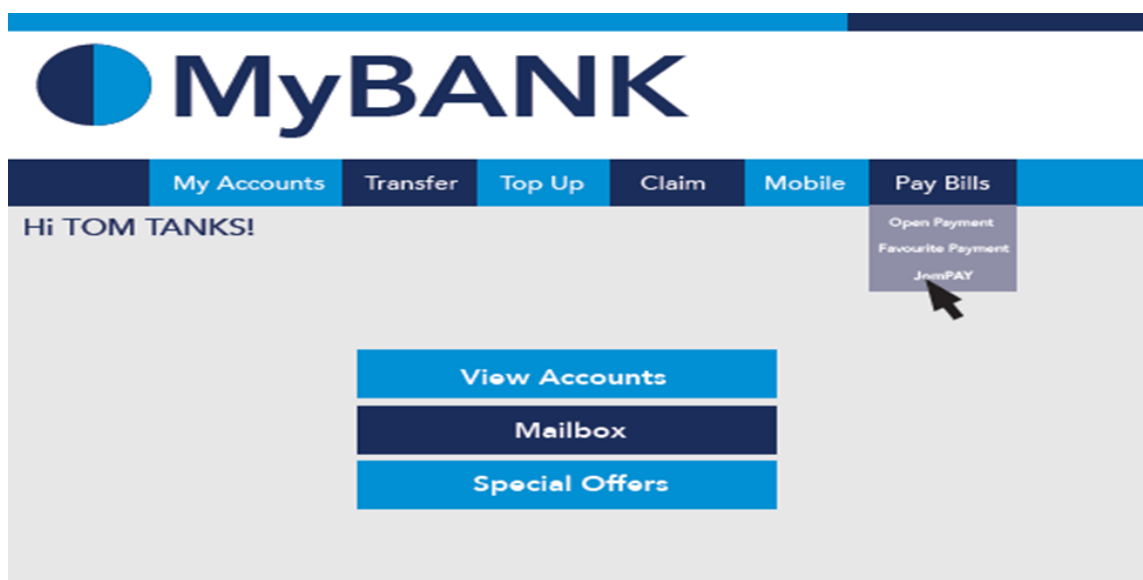 MyBANK
My Accounts Transfer Top Up Claim Mobile Pay Bills
Hi TOM TANKS!
Open Payment
Favourite Payment
JomPAY
View Accounts
Mailbox
Special Offers